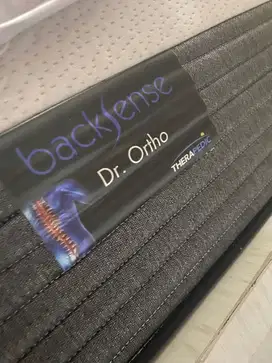 backsense
Dr. Ortho
THERAPEDIC